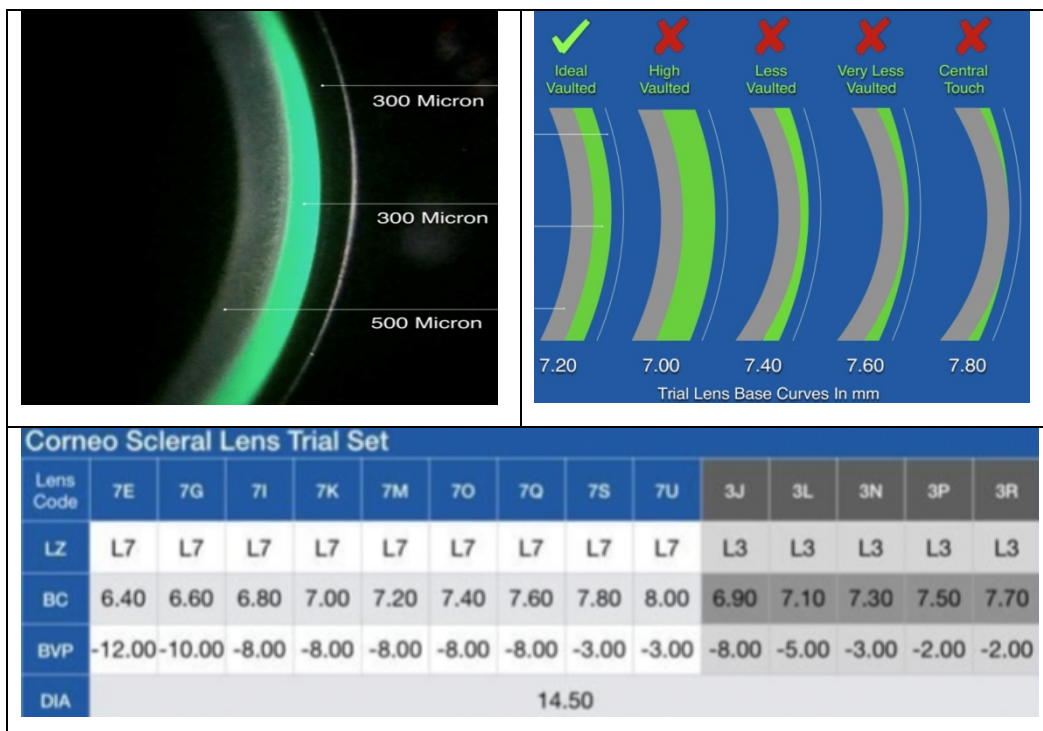 300 Micron
300 Micron
500 Micron
Ideal Vaulted
High Vaulted
Less Vaulted
Very Less Vaulted
Central Touch
7.20 7.00 7.40 7.60 7.80
Trial Lens Base Curves In mm
Corneo Scleral Lens Trial Set
Lens Code 7E 7G 7I 7K 7M 7O 7Q 7S 7U 3J 3L 3N 3P 3R
LZ L7 L7 L7 L7 L7 L7 L7 L7 L7 L3 L3 L3 L3 L3
BC 6.40 6.60 6.80 7.00 7.20 7.40 7.60 7.80 8.00 6.90 7.10 7.30 7.50 7.70
BVP -12.00 -10.00 -8.00 -8.00 -8.00 -8.00 -8.00 -3.00 -3.00 -8.00 -5.00 -3.00 -2.00 -2.00
DIA 14.50